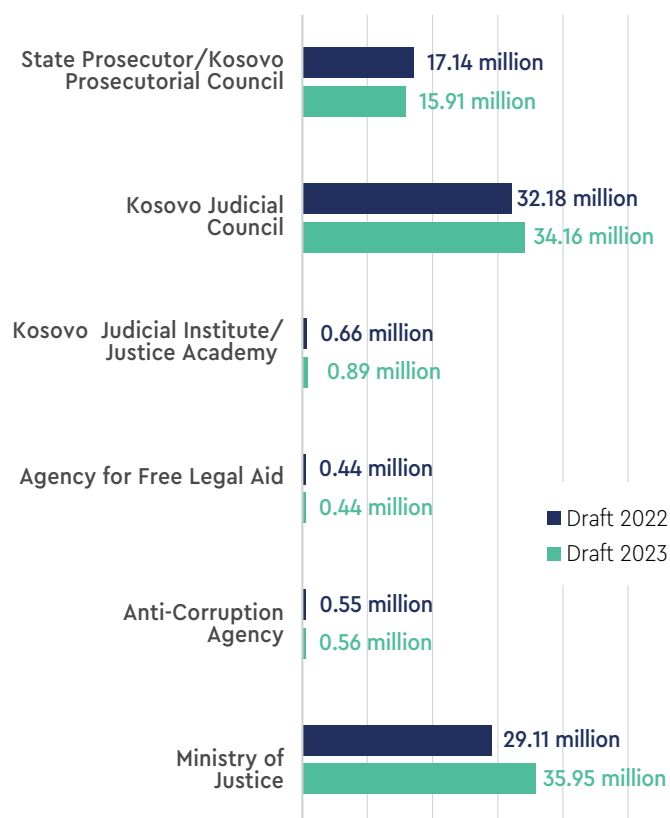 State Prosecutor/Kosovo
Prosecutorial Council
17.14 million
15.91 million
Kosovo Judicial
Council
32.18 million
34.16 million
Kosovo Judicial Institute/
Justice Academy
0.66 million
0.89 million
Agency for Free Legal Aid
0.44 million
0.44 million
Draft 2022
Draft 2023
Anti-Corruption
Agency
0.55 million
0.56 million
Ministry of
Justice
29.11 million
35.95 million